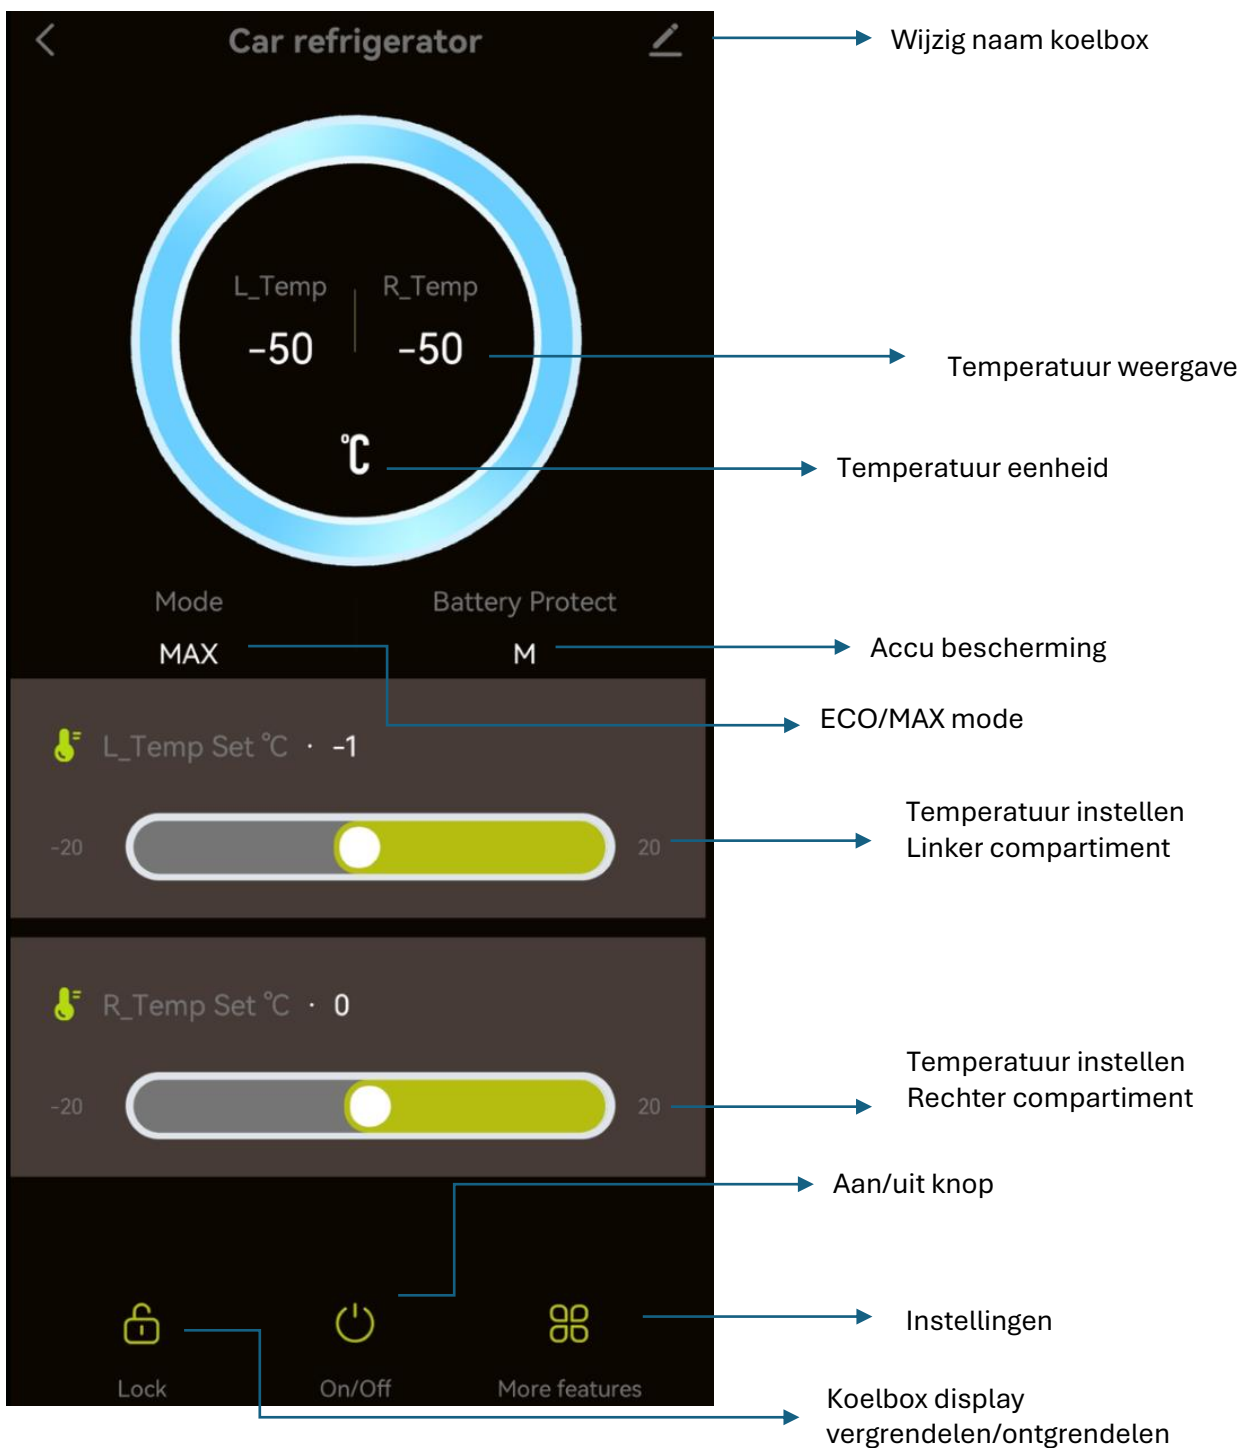 Car refrigerator
Wijzig naam koelbox
L_Temp R_Temp
-50 -50
Temperatuur weergave
℃
Temperatuur eenheid
Mode Battery Protect
MAX M
Accu bescherming
ECO/MAX mode
L_Temp Set ℃ · -1
-20 20
Temperatuur instellen
Linker compartiment
R_Temp Set ℃ · 0
-20 20
Temperatuur instellen
Rechter compartiment
Aan/uit knop
Instellingen
Lock On/Off More features
Koelbox display
vergrendelen/ontgrendelen